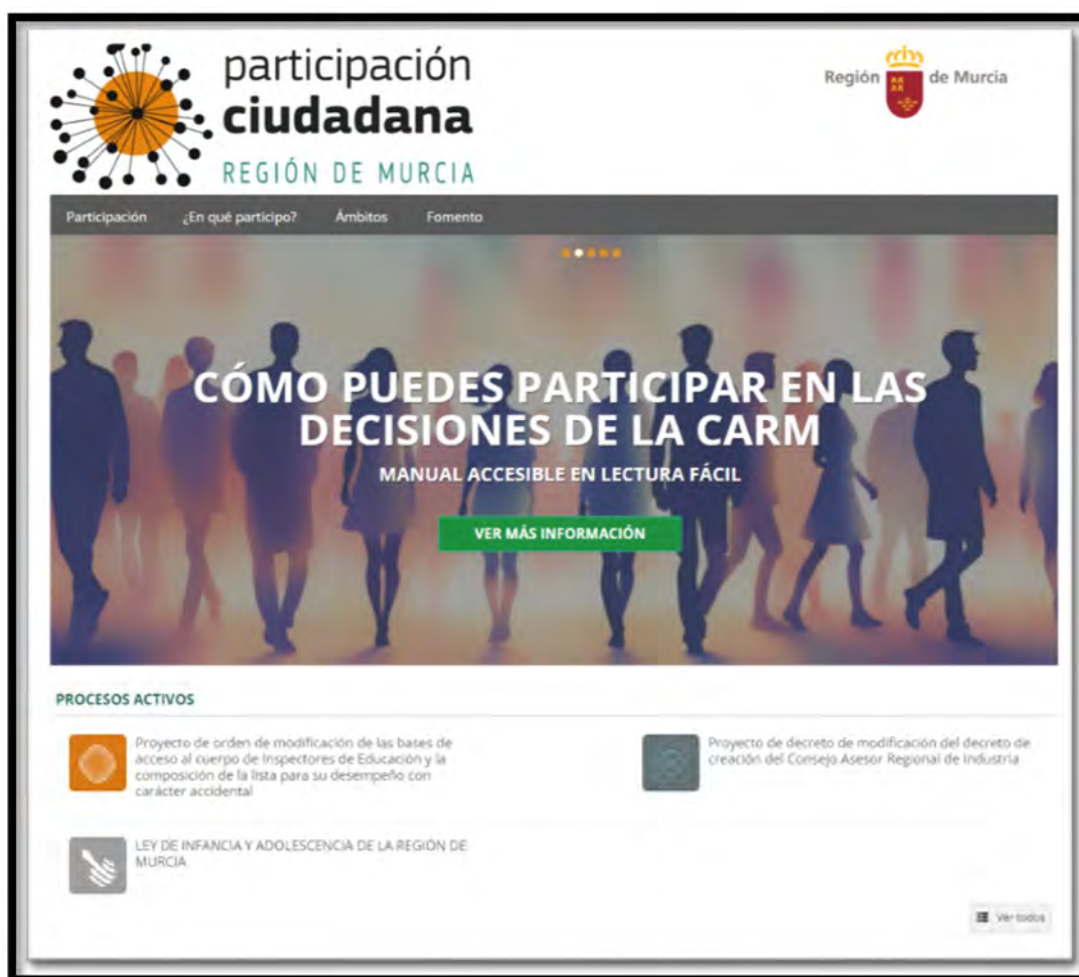 participación
ciudadana
REGIÓN DE MURCIA
Región de Murcia
Participación ¿En qué participo? Ámbitos Fomento
CÓMO PUEDES PARTICIPAR EN LAS
DECISIONES DE LA CARM
MANUAL ACCESIBLE EN LECTURA FÁCIL
VER MÁS INFORMACIÓN
PROCESOS ACTIVOS
Proyecto de orden de modificación de las bases de
acceso al cuerpo de Inspectores de Educación y la
composición de la lista para su desempeño con
carácter accidental
Proyecto de decreto de modificación del decreto de
creación del Consejo Asesor Regional de Industria
LEY DE INFANCIA Y ADOLESCENCIA DE LA REGIÓN DE
MURCIA
Ver todos